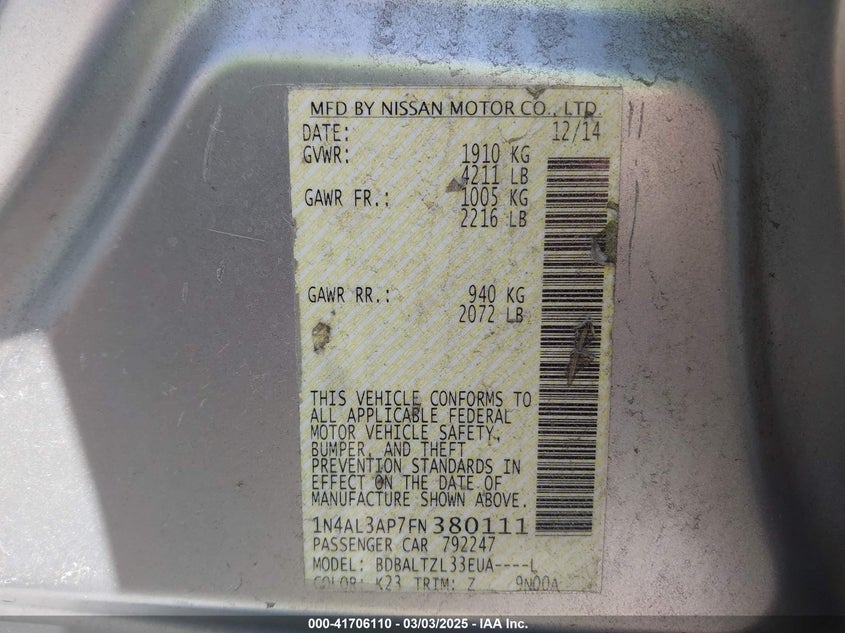 MFD BY NISSAN MOTOR CO., LTD.
DATE: 12/14
GVWR: 1910 KG
4211 LB
GAWR FR.: 1005 KG
2216 LB
GAWR RR.: 940 KG
2072 LB
THIS VEHICLE CONFORMS TO
ALL APPLICABLE FEDERAL
MOTOR VEHICLE SAFETY,
BUMPER, AND THEFT
PREVENTION STANDARDS IN
EFFECT ON THE DATE OF
MANUFACTURE SHOWN ABOVE.
1N4AL3AP7FN380111
PASSENGER CAR 792247
MODEL: BDBALTZL33EUA----L
COLOR: K23 TRIM: Z 9N00A
000-41706110 - 03/03/2025 - IAA Inc.